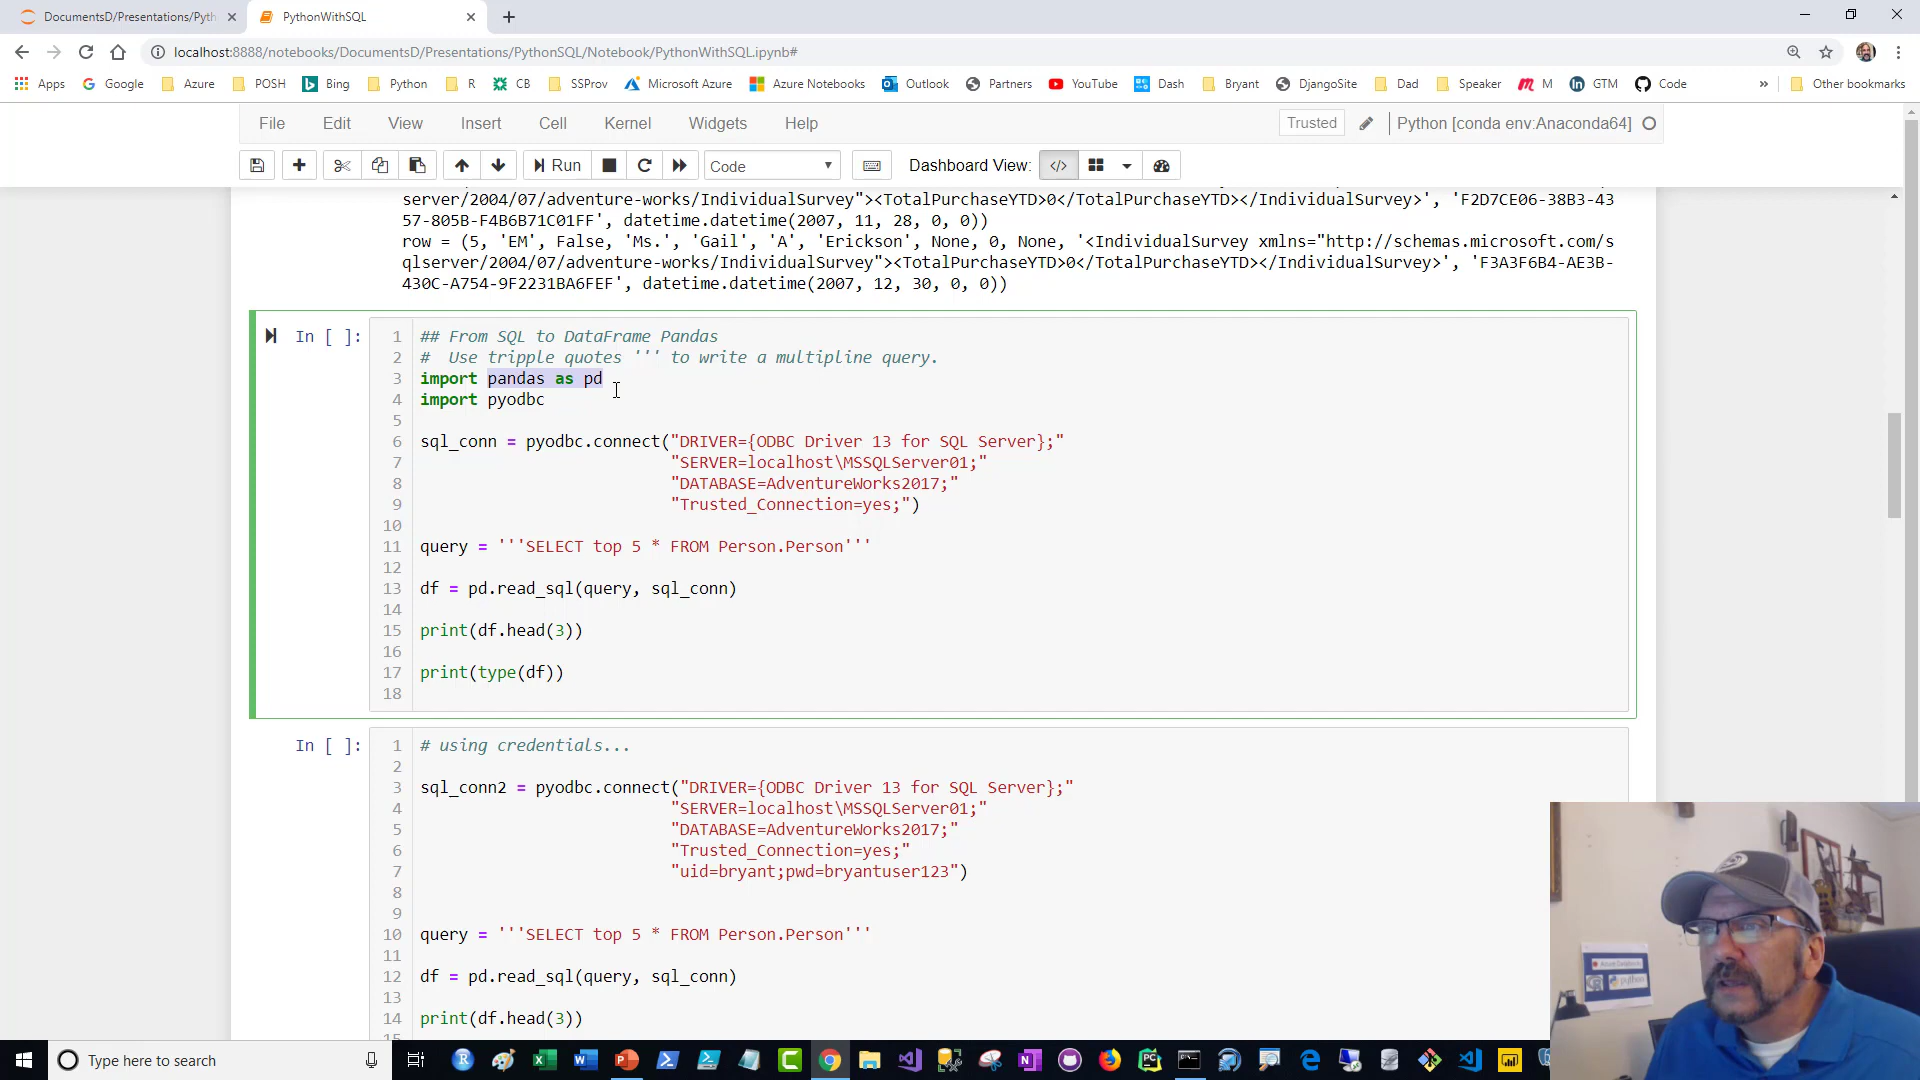 DocumentsD/Presentations/Pyth
PythonWithSQL
localhost:8888/notebooks/DocumentsD/Presentations/PythonSQL/Notebook/PythonWithSQL.ipynb#
Apps Google Azure POSH Bing Python R CB SSProv Microsoft Azure Azure Notebooks Outlook Partners YouTube Dash Bryant DjangoSite Dad Speaker M GTM Code » Other bookmarks
File Edit View Insert Cell Kernel Widgets Help Trusted Python [conda env:Anaconda64]
Run Code Dashboard View: </>
server/2004/07/adventure-works/IndividualSurvey"><TotalPurchaseYTD>0</TotalPurchaseYTD></IndividualSurvey>', 'F2D7CE06-38B3-43
57-805B-F4B6B71C01FF', datetime.datetime(2007, 11, 28, 0, 0))
row = (5, 'EM', False, 'Ms.', 'Gail', 'A', 'Erickson', None, 0, None, '<IndividualSurvey xmlns="http://schemas.microsoft.com/s
qlserver/2004/07/adventure-works/IndividualSurvey"><TotalPurchaseYTD>0</TotalPurchaseYTD></IndividualSurvey>', 'F3A3F6B4-AE3B-
430C-A754-9F2231BA6FEF', datetime.datetime(2007, 12, 30, 0, 0))
In [ ]:
1 ## From SQL to DataFrame Pandas
2 # Use tripple quotes ''' to write a multipline query.
3 import pandas as pd
4 import pyodbc
5
6 sql_conn = pyodbc.connect("DRIVER={ODBC Driver 13 for SQL Server};"
7 "SERVER=localhost\MSSQLServer01;"
8 "DATABASE=AdventureWorks2017;"
9 "Trusted_Connection=yes;")
10
11 query = '''SELECT top 5 * FROM Person.Person'''
12
13 df = pd.read_sql(query, sql_conn)
14
15 print(df.head(3))
16
17 print(type(df))
18
In [ ]:
1 # using credentials...
2
3 sql_conn2 = pyodbc.connect("DRIVER={ODBC Driver 13 for SQL Server};"
4 "SERVER=localhost\MSSQLServer01;"
5 "DATABASE=AdventureWorks2017;"
6 "Trusted_Connection=yes;"
7 "uid=bryant;pwd=bryantuser123")
8
9
10 query = '''SELECT top 5 * FROM Person.Person'''
11
12 df = pd.read_sql(query, sql_conn)
13
14 print(df.head(3))
Type here to search